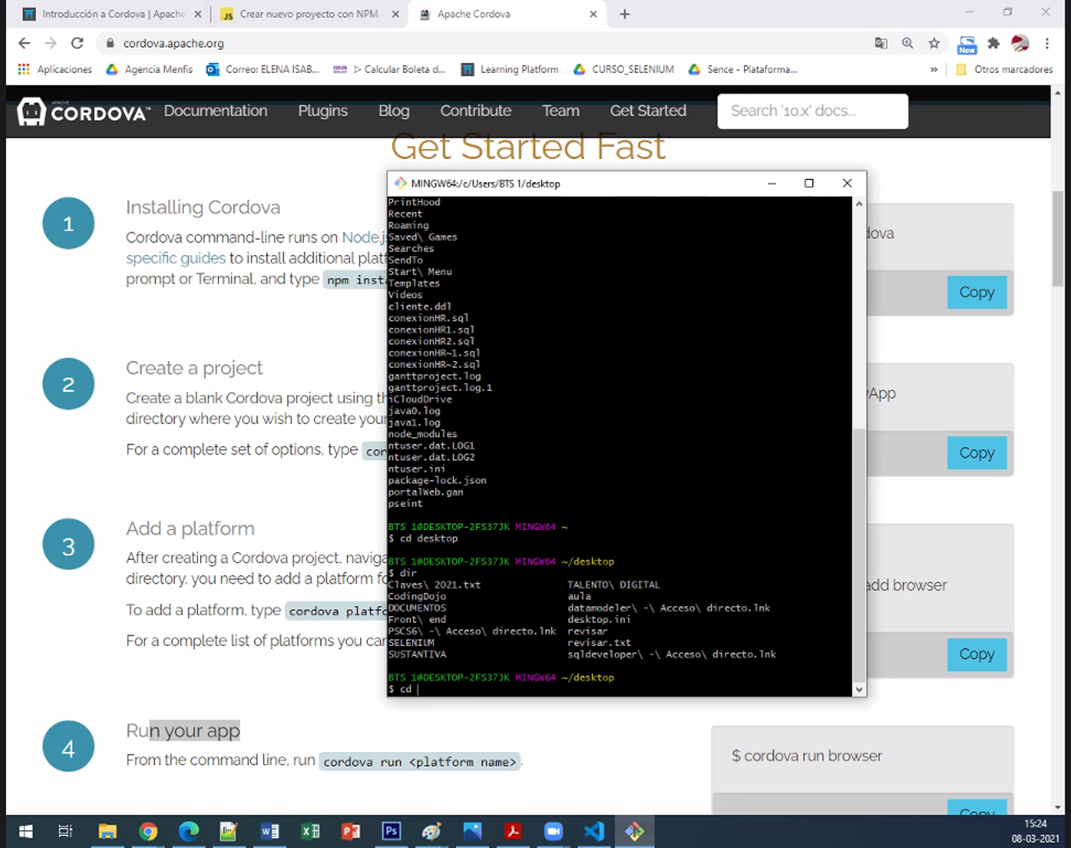 Introducción a Cordova | Apache
Crear nuevo proyecto con NPM
Apache Cordova
cordova.apache.org
New
Aplicaciones
Agencia Menfis
Correo: ELENA ISAB...
Calcular Boleta d...
Learning Platform
CURSO_SELENIUM
Sence - Plataforma...
»
Otros marcadores
APACHE
CORDOVA™
Documentation
Plugins
Blog
Contribute
Team
Get Started
Search '10.x' docs...
Get Started Fast
1
Installing Cordova
Cordova command-line runs on Node.js
specific guides to install additional plat
prompt or Terminal, and type npm inst
dova
Copy
2
Create a project
Create a blank Cordova project using th
directory where you wish to create your
For a complete set of options, type cor
yApp
Copy
3
Add a platform
After creating a Cordova project, naviga
directory, you need to add a platform fo
To add a platform, type cordova platfo
For a complete list of platforms you can
add browser
Copy
4
Run your app
From the command line, run cordova run <platform name>.
$ cordova run browser
Copy
MINGW64:/c/Users/BTS 1/desktop
PrintHood
Recent
Roaming
Saved\ Games
Searches
SendTo
Start\ Menu
Templates
Videos
cliente.ddl
conexionHR.sql
conexionHR1.sql
conexionHR2.sql
conexionHR~1.sql
conexionHR~2.sql
ganttproject.log
ganttproject.log.1
iCloudDrive
java0.log
java1.log
node_modules
ntuser.dat.LOG1
ntuser.dat.LOG2
ntuser.ini
package-lock.json
portalWeb.gan
pseint
BTS 1@DESKTOP-2FS37JK MINGW64 ~
$ cd desktop
BTS 1@DESKTOP-2FS37JK MINGW64 ~/desktop
$ dir
Claves\ 2021.txt TALENTO\ DIGITAL
CodingDojo aula
DOCUMENTOS datamodeler\ -\ Acceso\ directo.lnk
Front\ end desktop.ini
PSCS6\ -\ Acceso\ directo.lnk revisar
SELENIUM revisar.txt
SUSTANTIVA sqldeveloper\ -\ Acceso\ directo.lnk
BTS 1@DESKTOP-2FS37JK MINGW64 ~/desktop
$ cd
15:24
08-03-2021